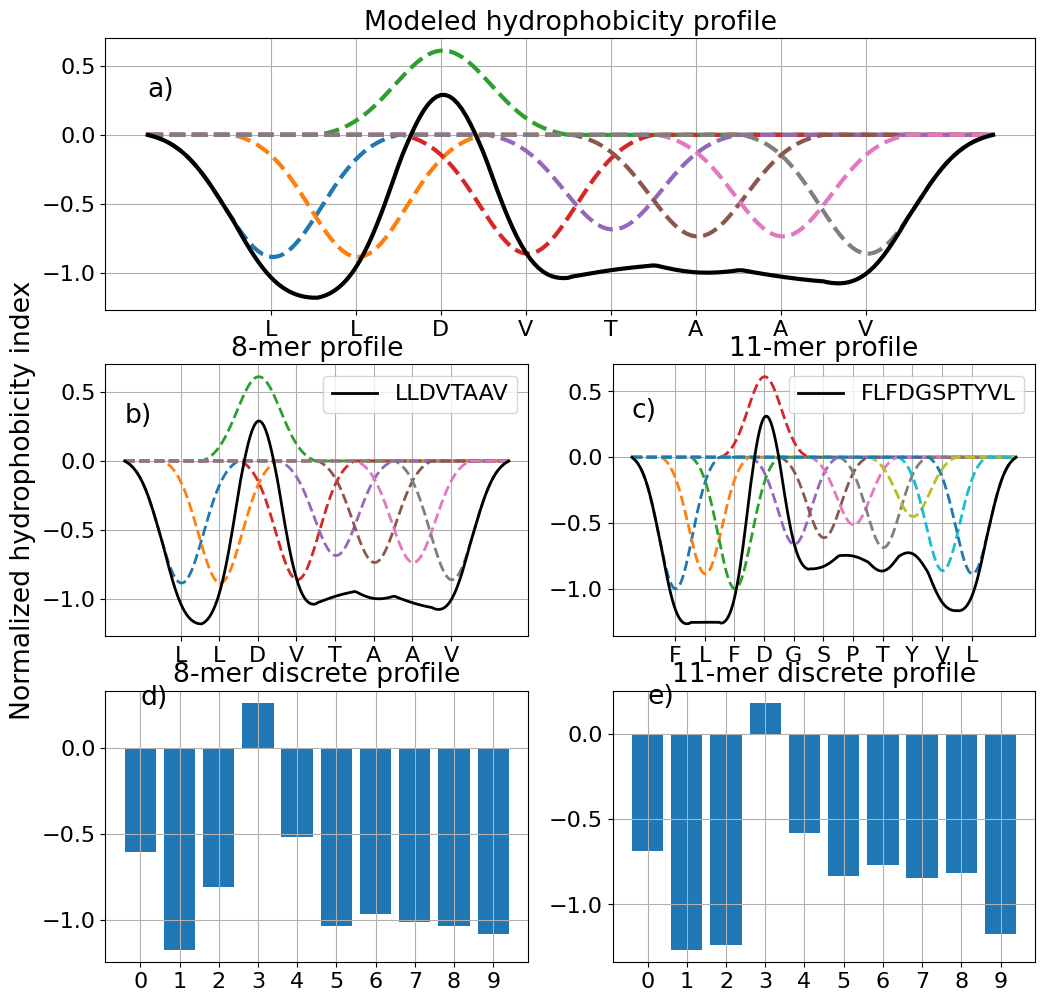 Modeled hydrophobicity profile
a)
0.5
0.0
−0.5
−1.0
L L D V T A A V
Normalized hydrophobicity index
8-mer profile
b)
LLDVTAAV
0.5
0.0
−0.5
−1.0
L L D V T A A V
11-mer profile
c)
FLFDGSPTYVL
0.5
0.0
−0.5
−1.0
F L F D G S P T Y V L
8-mer discrete profile
d)
0.0
−0.5
−1.0
0 1 2 3 4 5 6 7 8 9
11-mer discrete profile
e)
0.0
−0.5
−1.0
0 1 2 3 4 5 6 7 8 9